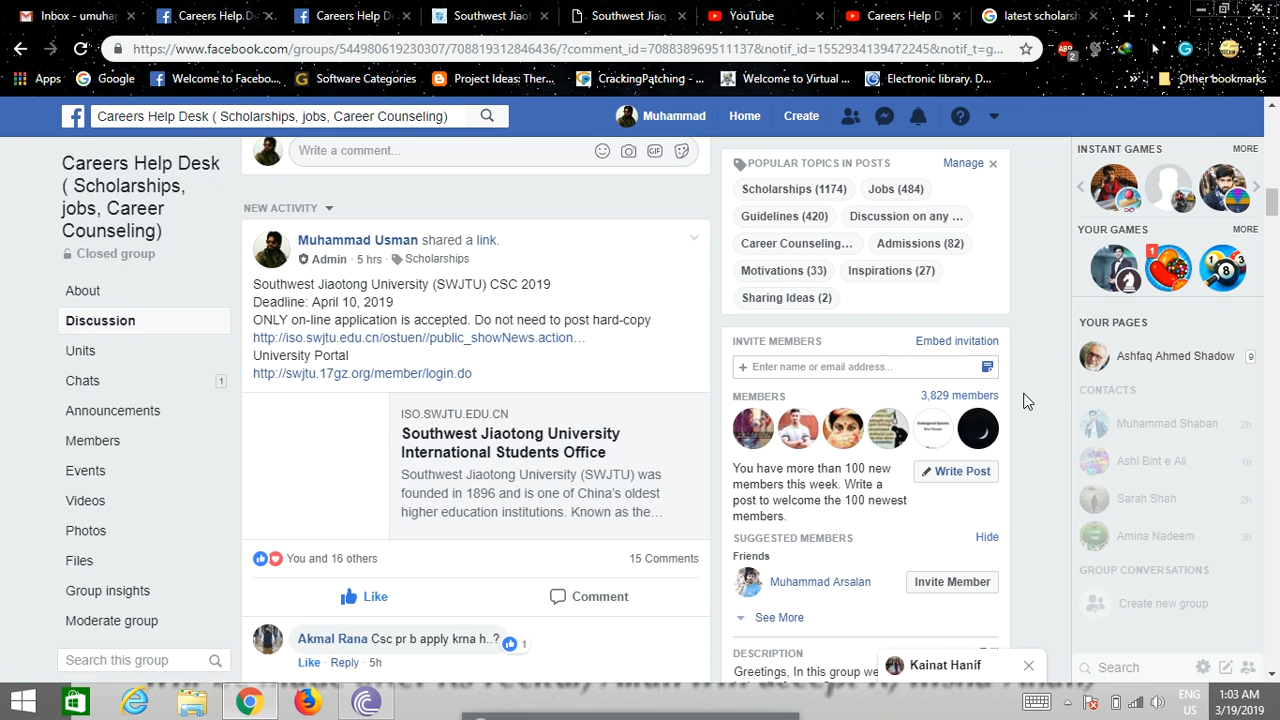 Inbox - umuha
Careers Help D
Careers Help
Southwest Jiaot
Southwest Jiao
YouTube
Careers Help
latest scholarsh
https://www.facebook.com/groups/544980619230307/708819312846436/?comment_id=708838969511137&notif_id=1552934139472245&notif_t=g...
2
Apps
Google
Welcome to Facebo...
Software Categories
Project Ideas: Ther...
CrackingPatching - ...
Welcome to Virtual ...
Electronic library. D...
Other bookmarks
Careers Help Desk ( Scholarships, jobs, Career Counseling)
Muhammad
Home
Create
Careers Help Desk
( Scholarships,
jobs, Career
Counseling)
Closed group
About
Discussion
Units
Chats
1
Announcements
Members
Events
Videos
Photos
Files
Group insights
Moderate group
Search this group
Write a comment...
GIF
NEW ACTIVITY
Muhammad Usman shared a link.
Admin · 5 hrs · Scholarships
Southwest Jiaotong University (SWJTU) CSC 2019
Deadline: April 10, 2019
ONLY on-line application is accepted. Do not need to post hard-copy
http://iso.swjtu.edu.cn/ostuen//public_showNews.action…
University Portal
http://swjtu.17gz.org/member/login.do
ISO.SWJTU.EDU.CN
Southwest Jiaotong University
International Students Office
Southwest Jiaotong University (SWJTU) was
founded in 1896 and is one of China's oldest
higher education institutions. Known as the…
You and 16 others
15 Comments
Like
Comment
Akmal Rana Csc pr b apply krna h..?
1
Like · Reply · 5h
POPULAR TOPICS IN POSTS
Manage
Scholarships (1174)
Jobs (484)
Guidelines (420)
Discussion on any ...
Career Counseling...
Admissions (82)
Motivations (33)
Inspirations (27)
Sharing Ideas (2)
INVITE MEMBERS
Embed invitation
+ Enter name or email address...
MEMBERS
3,829 members
You have more than 100 new
members this week. Write a
post to welcome the 100 newest
members.
Write Post
SUGGESTED MEMBERS
Hide
Friends
Muhammad Arsalan
Invite Member
See More
DESCRIPTION
Greetings, In this group we
Kainat Hanif
INSTANT GAMES
MORE
YOUR GAMES
MORE
1
YOUR PAGES
Ashfaq Ahmed Shadow
9
CONTACTS
Muhammad Shaban
2h
Ashi Bint e Ali
1h
Sarah Shah
2h
Amina Nadeem
3h
GROUP CONVERSATIONS
Create new group
Search
ENG
US
1:03 AM
3/19/2019